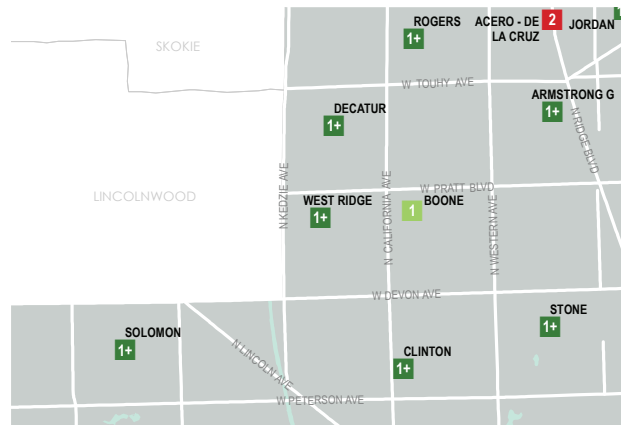 ROGERS
1+
ACERO - DE
LA CRUZ
2
JORDAN
SKOKIE
W TOUHY AVE
ARMSTRONG G
1+
DECATUR
1+
N RIDGE BLVD
N KEDZIE AVE
N CALIFORNIA AVE
W PRATT BLVD
N WESTERN AVE
LINCOLNWOOD
WEST RIDGE
1+
BOONE
1
W DEVON AVE
STONE
1+
SOLOMON
1+
N LINCOLN AVE
CLINTON
1+
W PETERSON AVE